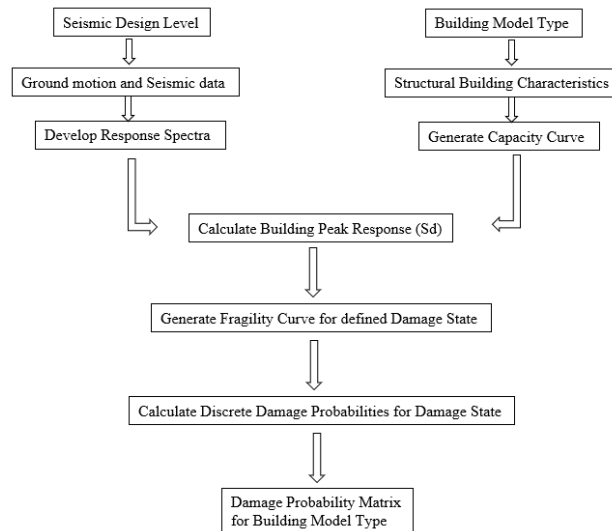 Seismic Design Level
Building Model Type
Ground motion and Seismic data
Structural Building Characteristics
Develop Response Spectra
Generate Capacity Curve
Calculate Building Peak Response (Sd)
Generate Fragility Curve for defined Damage State
Calculate Discrete Damage Probabilities for Damage State
Damage Probability Matrix
for Building Model Type